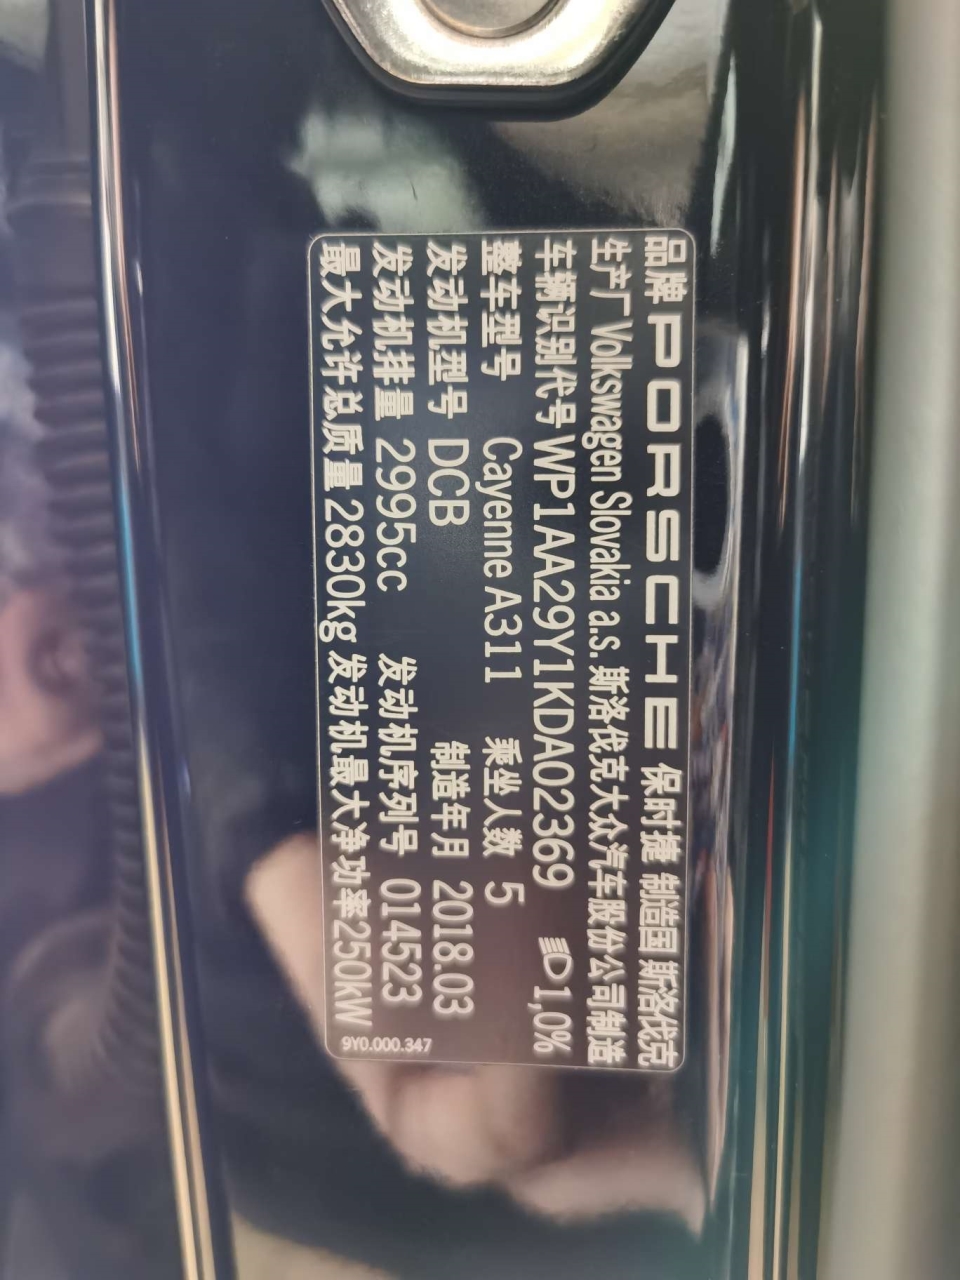 品牌 PORSCHE 保时捷 制造国 斯洛伐克
生产厂 Volkswagen Slovakia a.s. 斯洛伐克大众汽车股份公司制造
车辆识别代号 WP1AA29Y1KDA02369 1,0%
整车型号 Cayenne A311 乘坐人数 5
发动机型号 DCB 制造年月 2018.03
发动机排量 2995cc 发动机序列号 014523
最大允许总质量 2830kg 发动机最大净功率250kW
9Y0.000.347